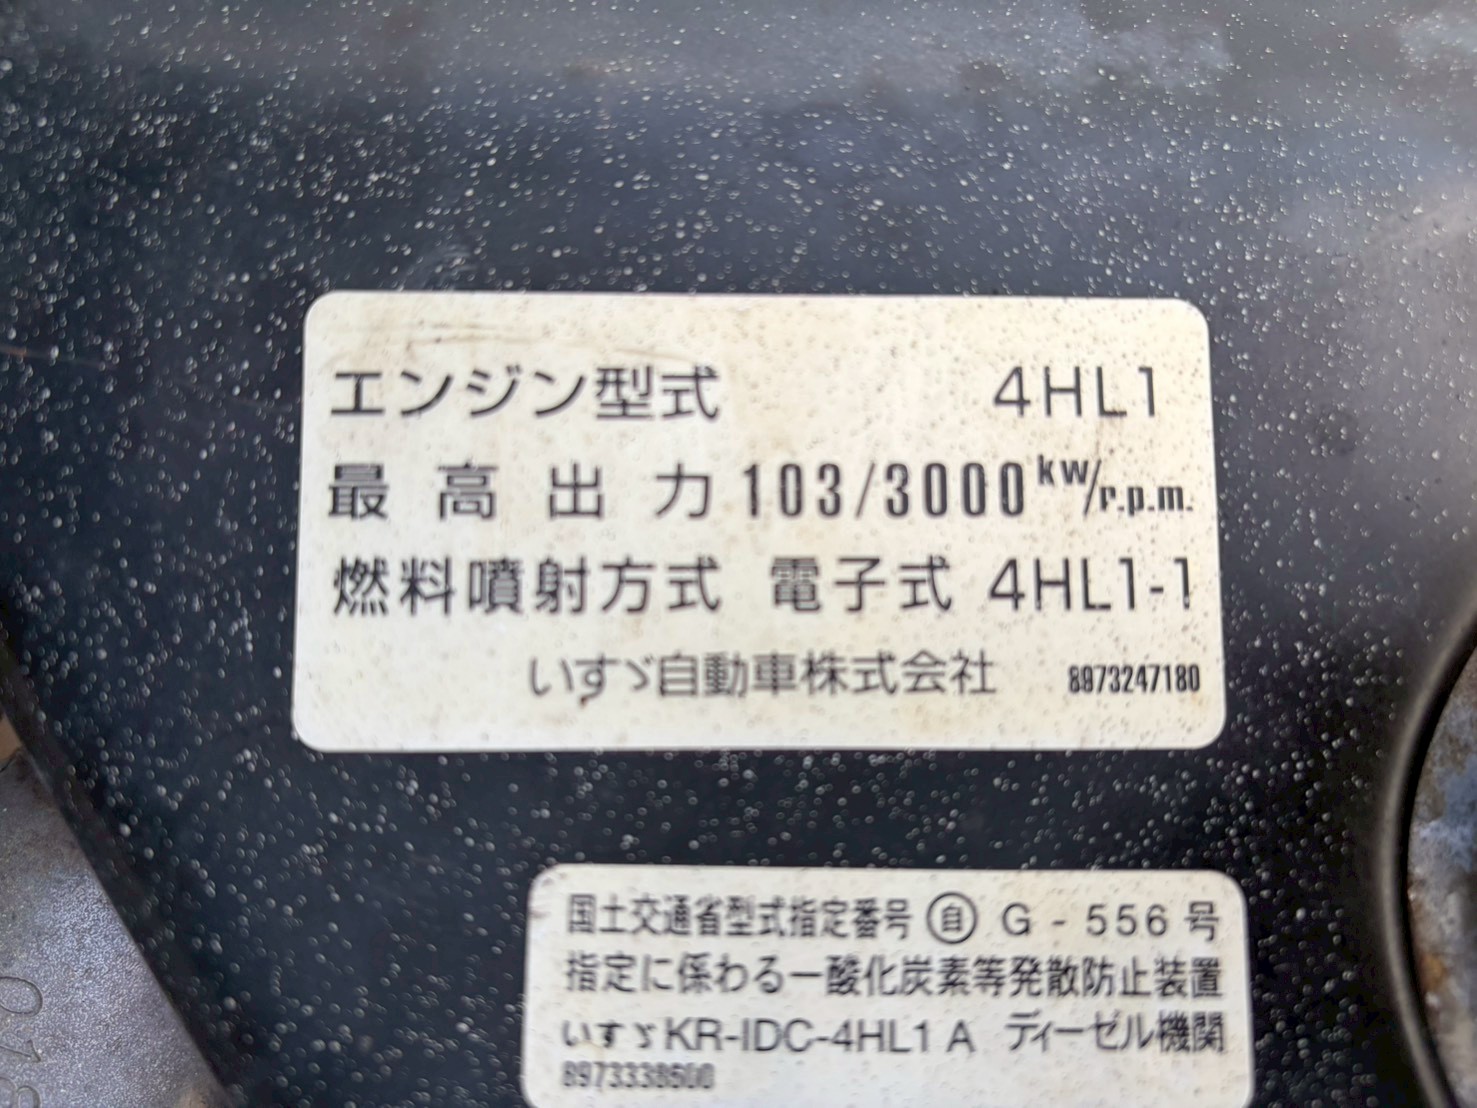 エンジン型式 4HL1
最高出力 103/3000 kW/r.p.m.
燃料噴射方式 電子式 4HL1-1
いすゞ自動車株式会社 8973247180
国土交通省型式指定番号 自 G-556号
指定に係わる一酸化炭素等発散防止装置
いすゞ KR-IDC-4HL1 A ディーゼル機関